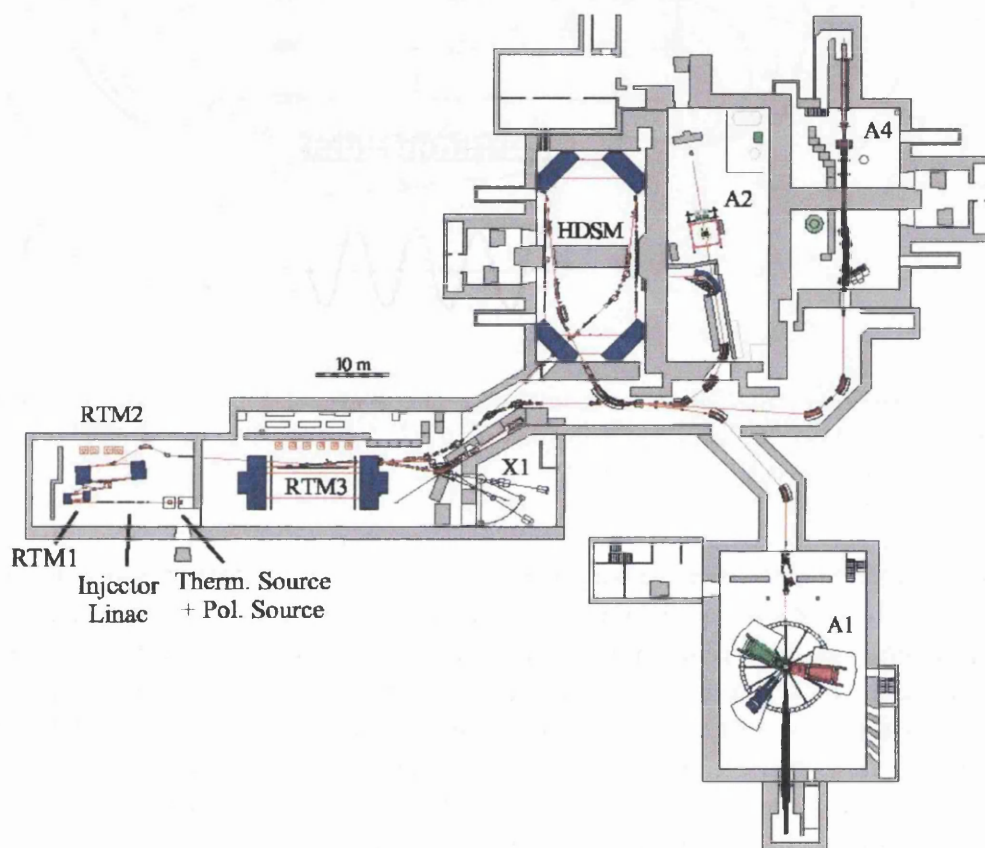 A4
A2
HDSM
10 m
RTM2
X1
RTM3
RTM1
Injector
Linac
Therm. Source
+ Pol. Source
A1